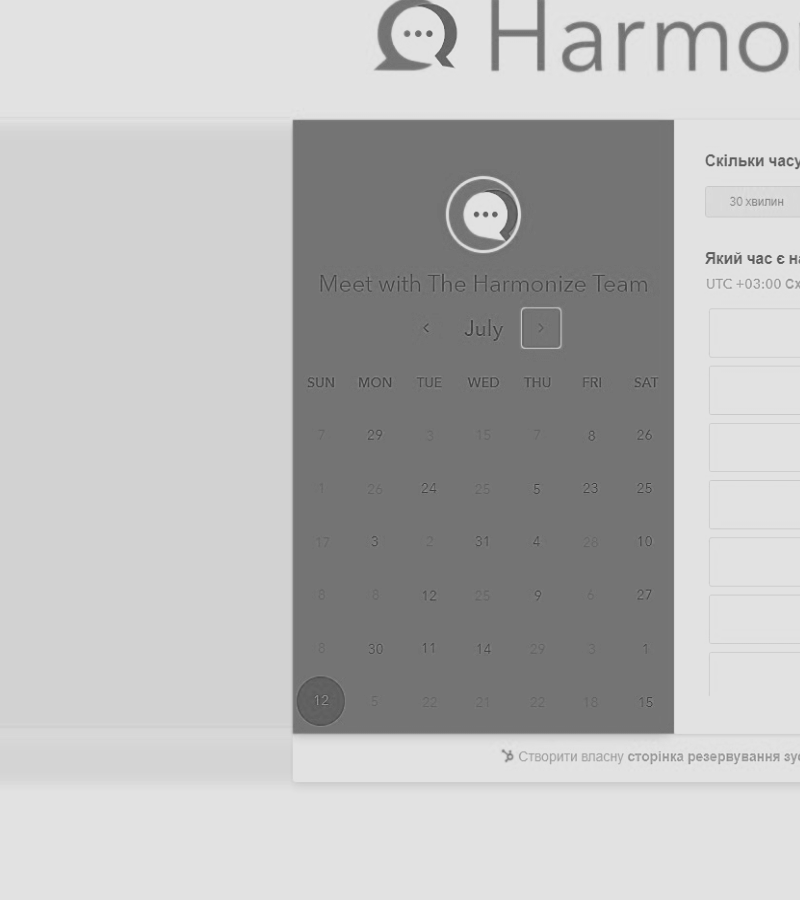 Harmo
Meet with The Harmonize Team
July
SUN MON TUE WED THU FRI SAT
7 29 3 15 7 8 26
1 26 24 25 5 23 25
17 3 2 31 4 28 10
8 8 12 25 9 6 27
8 30 11 14 29 3 1
12 5 22 21 22 18 15
Скільки часу
30 хвилин
Який час є
UTC +03:00
Створити власну сторінка резервування